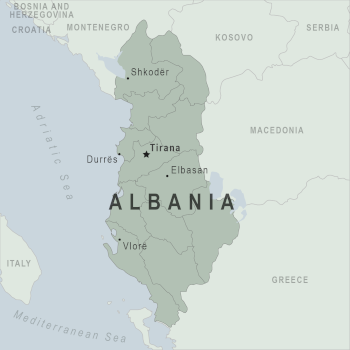 BOSNIA AND
HERZEGOVINA
CROATIA
MONTENEGRO
KOSOVO
SERBIA
Shkodër
Adriatic Sea
MACEDONIA
Tirana
Durrës
Elbasan
ALBANIA
Vlorë
ITALY
GREECE
Mediterranean Sea